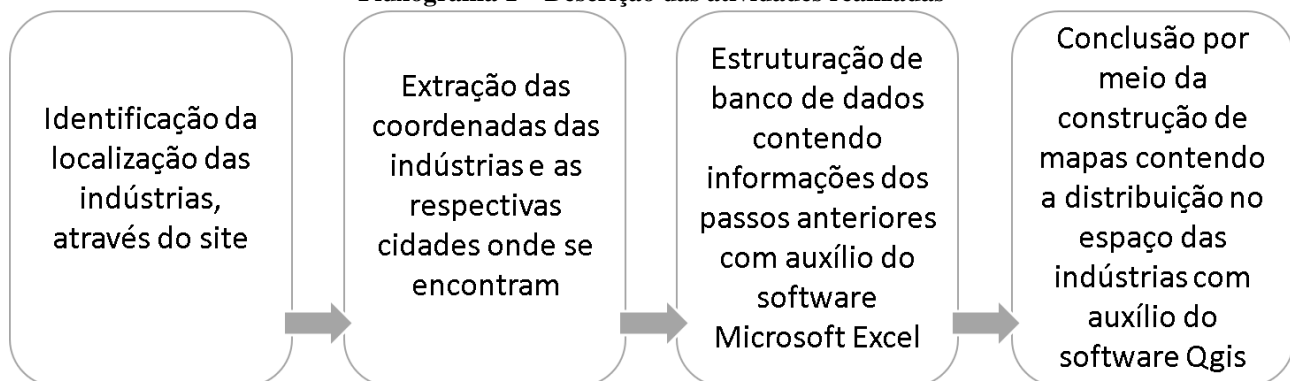 Fluxograma 1 – Descrição das atividades realizadas
Identificação da
localização das
indústrias,
através do site
Extração das
coordenadas das
indústrias e as
respectivas
cidades onde se
encontram
Estruturação de
banco de dados
contendo
informações dos
passos anteriores
com auxílio do
software
Microsoft Excel
Conclusão por
meio da
construção de
mapas contendo
a distribuição no
espaço das
indústrias com
auxílio do
software Qgis